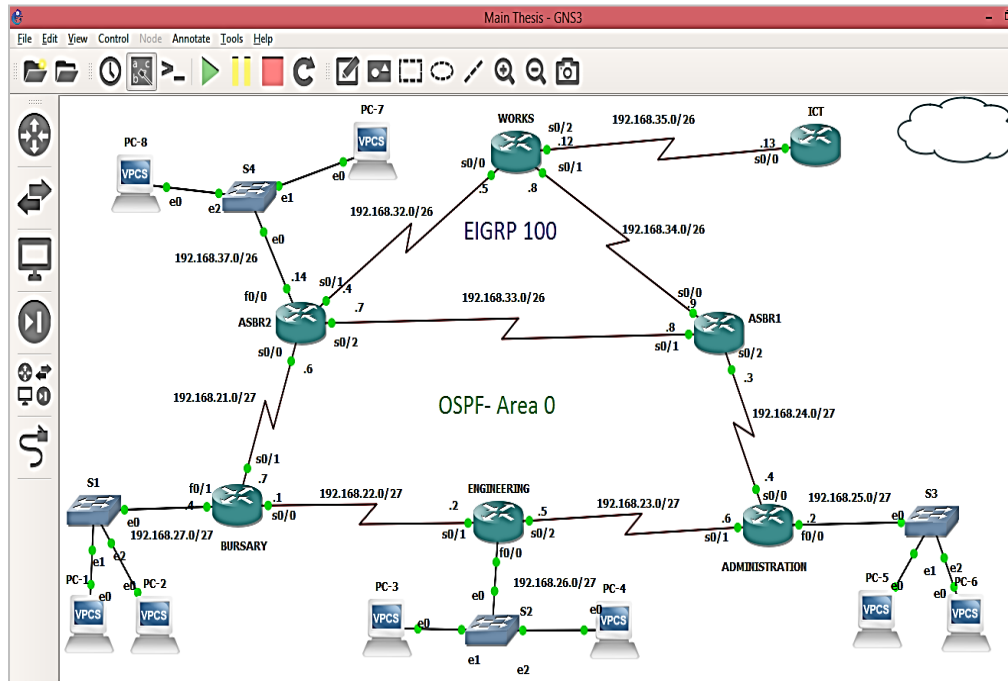 Main Thesis - GNS3
File Edit View Control Node Annotate Tools Help
PC-7
WORKS
s0/2
192.168.35.0/26
ICT
PC-8
VPCS
.12
.13
VPCS
S4
e0
s0/0
s0/1
s0/0
e0
e2
e1
.5
.8
192.168.32.0/26
EIGRP 100
192.168.34.0/26
e0
192.168.37.0/26
.14
s0/1
f0/0
.4
s0/0
.7
192.168.33.0/26
.9
ASBR2
.8
ASBR1
s0/2
s0/1
s0/0
s0/2
.6
.3
192.168.21.0/27
OSPF- Area 0
192.168.24.0/27
s0/1
S1
f0/1
.7
ENGINEERING
.4
s0/0
192.168.25.0/27
S3
.4
.1
192.168.22.0/27
.2
.5
192.168.23.0/27
.6
.2
e0
e0
s0/0
s0/1
s0/2
s0/1
f0/0
192.168.27.0/27
BURSARY
f0/0
e1
e2
ADMINISTRATION
e1
e2
PC-1
e0
e0
PC-2
PC-3
192.168.26.0/27
PC-4
PC-5
e0
e0
PC-6
VPCS
VPCS
e0
S2
e0
VPCS
VPCS
VPCS
e0
VPCS
e1
e2